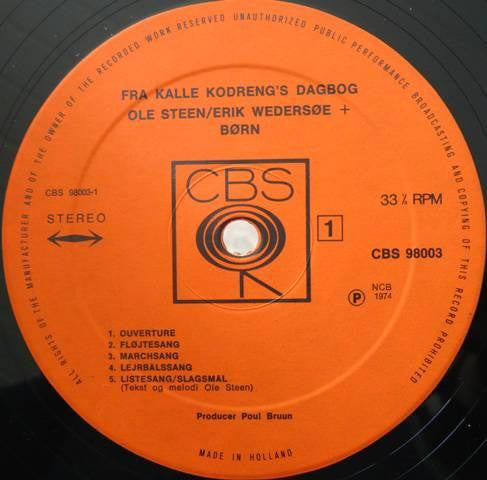 ALL RIGHTS OF THE MANUFACTURER AND OF THE OWNER OF THE RECORDED WORK RESERVED UNAUTHORIZED PUBLIC PERFORMANCE BROADCASTING AND COPYING OF THIS RECORD PROHIBITED
FRA KALLE KODRENG'S DAGBOG
OLE STEEN/ERIK WEDERSØE +
BØRN
CBS
CBS 98003-1
STEREO
1
33⅓ RPM
CBS 98003
P
NCB
1974
1. OUVERTURE
2. FLØJTESANG
3. MARCHSANG
4. LEJRBÅLSSANG
5. LISTESANG/SLAGSMÅL
(Tekst og melodi Ole Steen)
Producer Poul Bruun
MADE IN HOLLAND